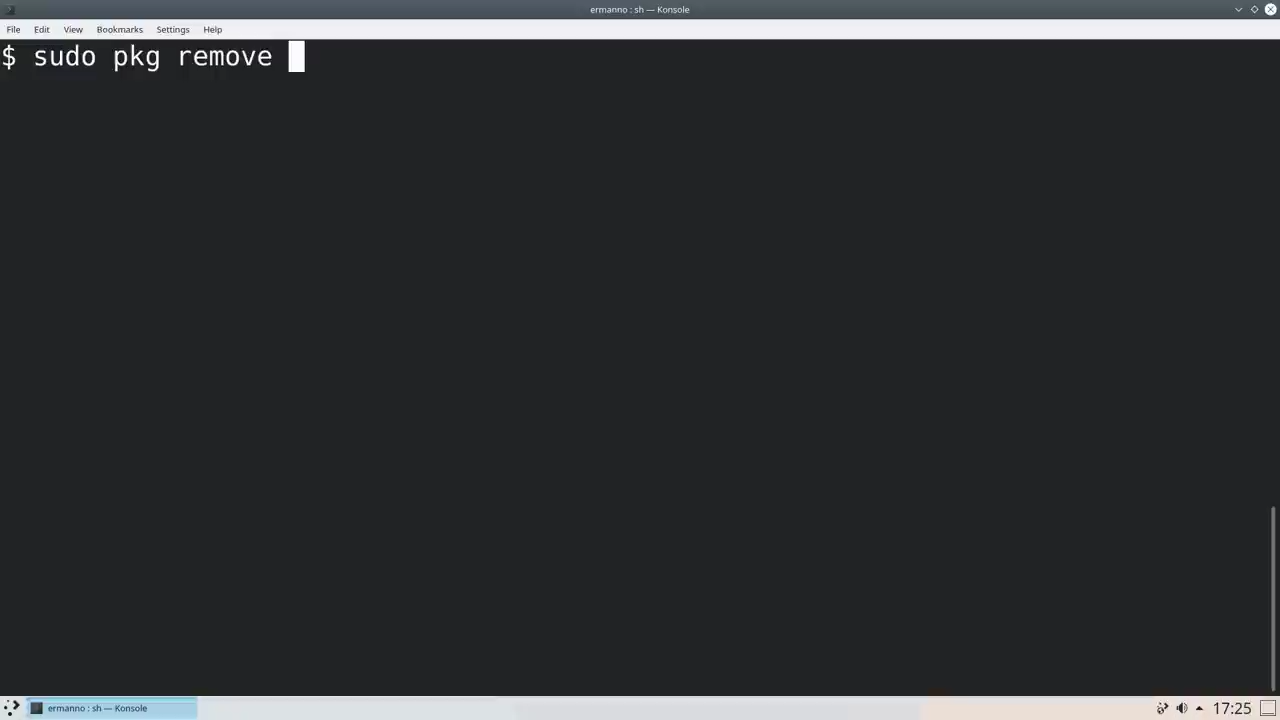 ermanno : sh — Konsole
File Edit View Bookmarks Settings Help
$ sudo pkg remove
ermanno : sh — Konsole
17:25